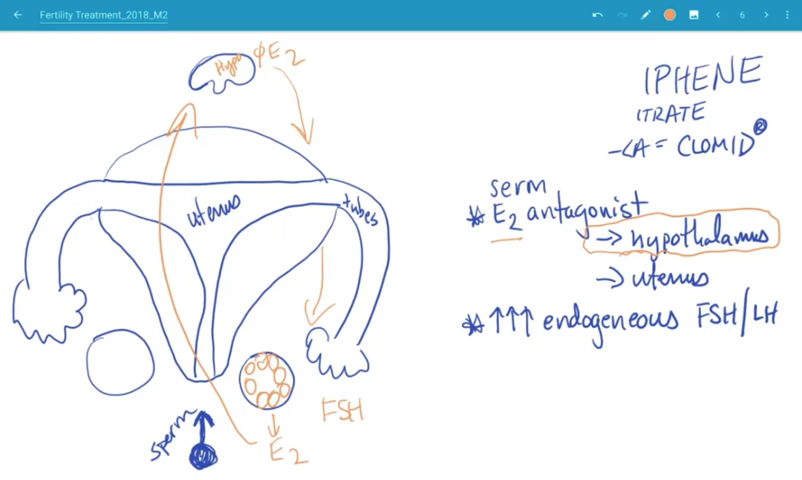 Fertility Treatment_2018_M2
6
Hypo
φE2
uterus
tubes
sperm
E2
FSH
IPHENE
ITRATE
-CA = CLOMID®
serm
* E2 antagonist
→ hypothalamus
→ uterus
* ↑↑↑ endogeneous FSH/LH